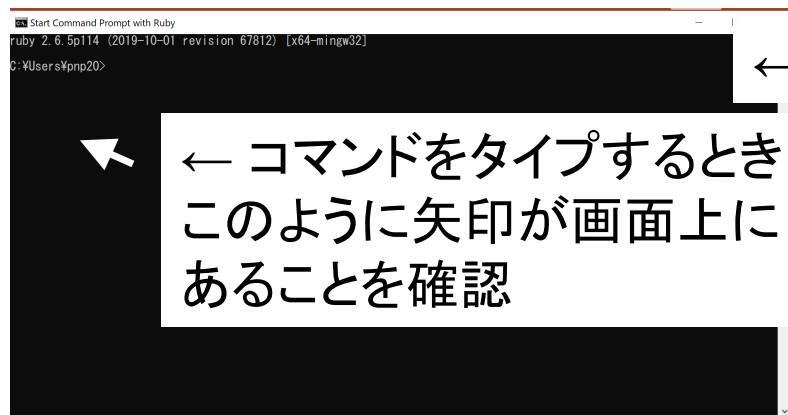 Start Command Prompt with Ruby
ruby 2.6.5p114 (2019-10-01 revision 67812) [x64-mingw32]
C:¥Users¥pnp20>
←
← コマンドをタイプするとき
このように矢印が画面上に
あることを確認